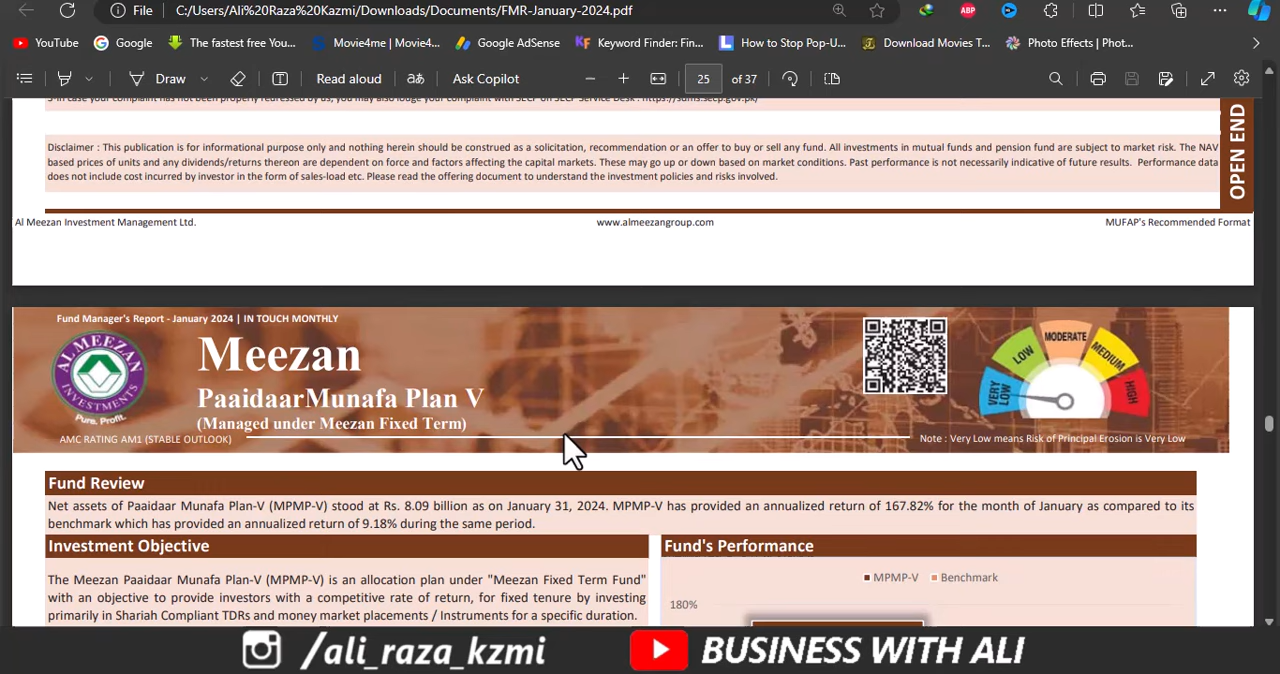 File C:/Users/Ali%20Raza%20Kazmi/Downloads/Documents/FMR-January-2024.pdf
ABP
YouTube Google The fastest free You... Movie4me | Movie4... Google AdSense Keyword Finder: Fin... How to Stop Pop-U... Download Movies T... Photo Effects | Phot...
Draw Read aloud aあ Ask Copilot 25 of 37
Disclaimer : This publication is for informational purpose only and nothing herein should be construed as a solicitation, recommendation or an offer to buy or sell any fund. All investments in mutual funds and pension fund are subject to market risk. The NAV
based prices of units and any dividends/returns thereon are dependent on force and factors affecting the capital markets. These may go up or down based on market conditions. Past performance is not necessarily indicative of future results. Performance data
does not include cost incurred by investor in the form of sales-load etc. Please read the offering document to understand the investment policies and risks involved.
OPEN END
Al Meezan Investment Management Ltd. www.almeezangroup.com MUFAP's Recommended Format
Fund Manager's Report - January 2024 | IN TOUCH MONTHLY
ALMEEZAN
INVESTMENTS
Pure. Profit.
Meezan
PaaidaarMunafa Plan V
(Managed under Meezan Fixed Term)
AMC RATING AM1 (STABLE OUTLOOK)
VERY LOW
LOW
MODERATE
MEDIUM
HIGH
Note : Very Low means Risk of Principal Erosion is Very Low
Fund Review
Net assets of Paaidaar Munafa Plan-V (MPMP-V) stood at Rs. 8.09 billion as on January 31, 2024. MPMP-V has provided an annualized return of 167.82% for the month of January as compared to its
benchmark which has provided an annualized return of 9.18% during the same period.
Investment Objective
The Meezan Paaidaar Munafa Plan-V (MPMP-V) is an allocation plan under "Meezan Fixed Term Fund"
with an objective to provide investors with a competitive rate of return, for fixed tenure by investing
primarily in Shariah Compliant TDRs and money market placements / Instruments for a specific duration.
Fund's Performance
MPMP-V Benchmark
180%
/ali_raza_kzmi BUSINESS WITH ALI